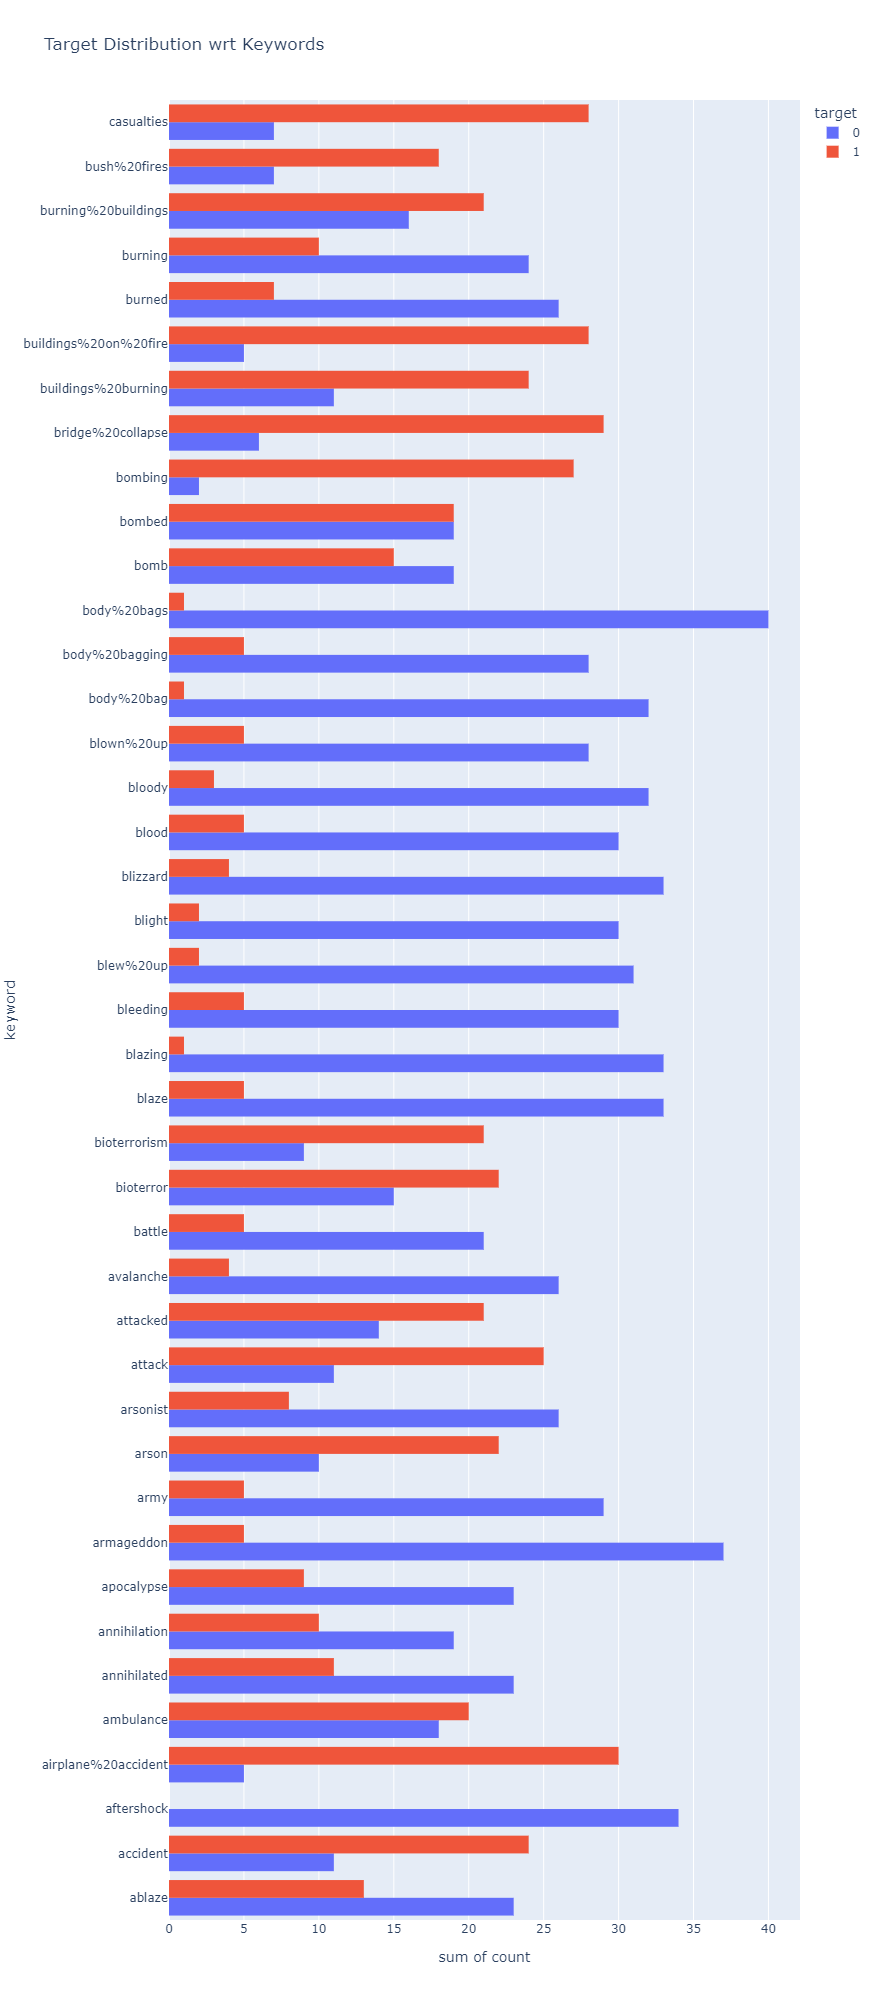 Target Distribution wrt Keywords
target
0
1
casualties
bush%20fires
burning%20buildings
burning
burned
buildings%20on%20fire
buildings%20burning
bridge%20collapse
bombing
bombed
bomb
body%20bags
body%20bagging
body%20bag
blown%20up
bloody
blood
blizzard
blight
blew%20up
bleeding
blazing
blaze
bioterrorism
bioterror
battle
avalanche
attacked
attack
arsonist
arson
army
armageddon
apocalypse
annihilation
annihilated
ambulance
airplane%20accident
aftershock
accident
ablaze
keyword
0 5 10 15 20 25 30 35 40
sum of count